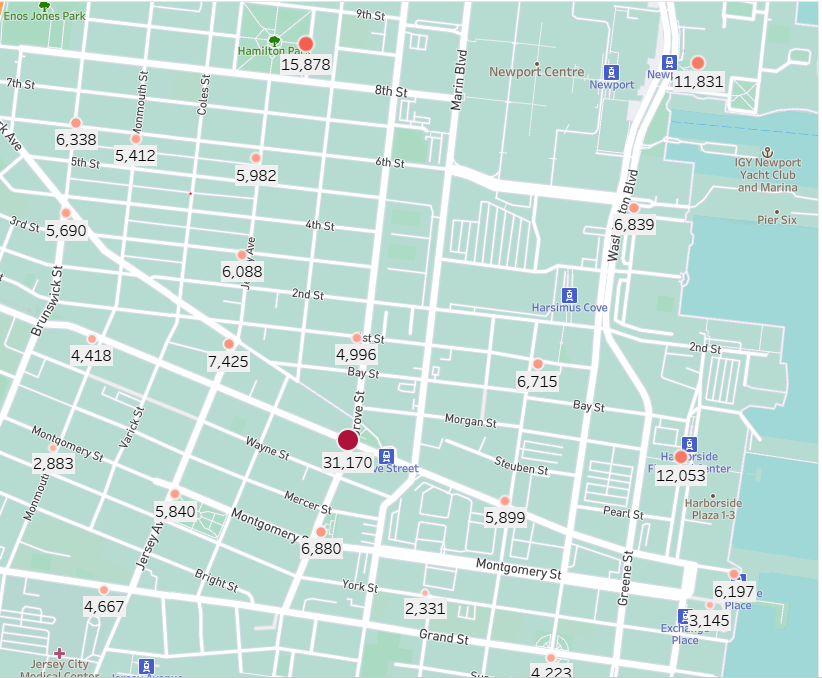 Enos Jones Park
9th St
Hamilton Park
15,878
Newport Centre
Newport
11,831
7th St
Monmouth St
Coles St
8th St
Marin Blvd
6,338
5,412
5th St
5,982
6th St
IGY Newport
Yacht Club
and Marina
Pier Six
3rd St
5,690
4th St
6,839
6,088
Brunswick St
2nd St
Harsimus Cove
4,418
7,425
4,996
Bay St
6,715
2nd St
Bay St
Varick St
Morgan St
Montgomery St
Wayne St
31,170
Steuben St
2,883
12,053
Harborside
Plaza 1-3
Mercer St
5,840
5,899
Pearl St
Montgomery
6,880
Jersey Av
Montgomery St
Greene St
Bright St
York St
6,197
Place
4,667
2,331
3,145
Exchange
Place
Grand St
Jersey City
Medical Center
4,223